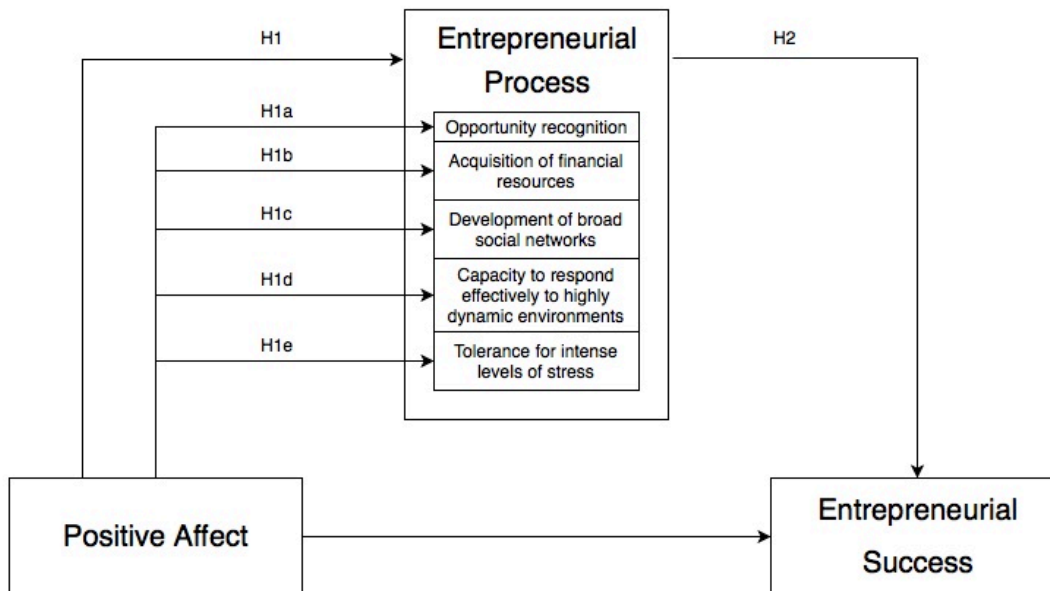 H1
Entrepreneurial
Process
H2
H1a
Opportunity recognition
H1b
Acquisition of financial
resources
H1c
Development of broad
social networks
H1d
Capacity to respond
effectively to highly
dynamic environments
H1e
Tolerance for intense
levels of stress
Positive Affect
Entrepreneurial
Success